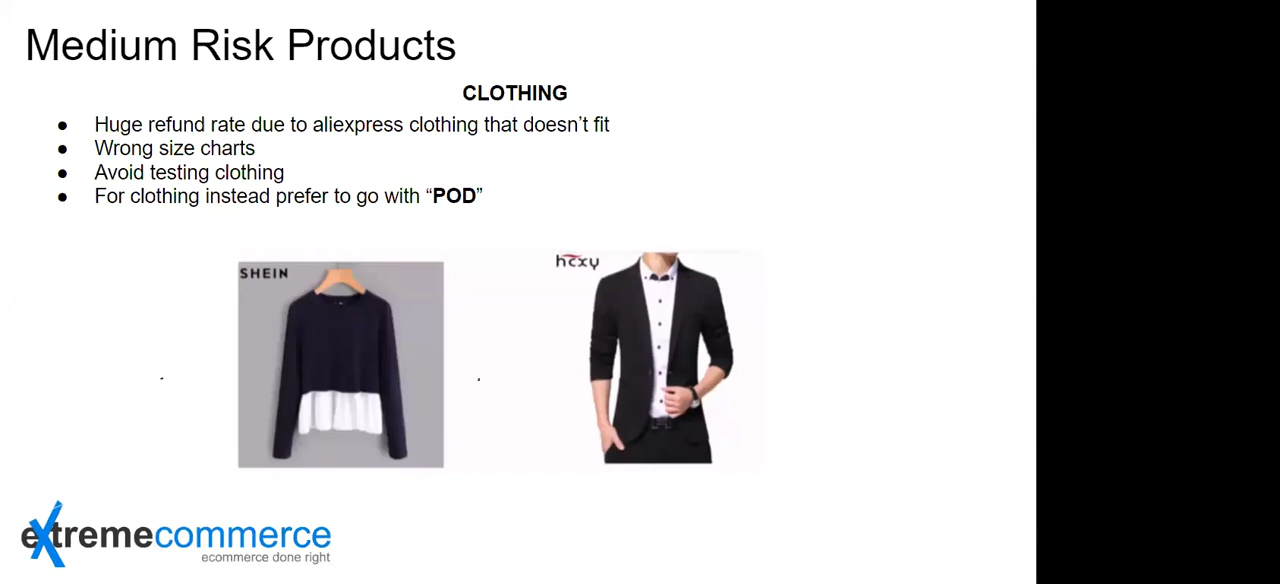 Medium Risk Products
CLOTHING
● Huge refund rate due to aliexpress clothing that doesn’t fit
● Wrong size charts
● Avoid testing clothing
● For clothing instead prefer to go with “POD”
SHEIN
hcxy
extremecommerce
ecommerce done right